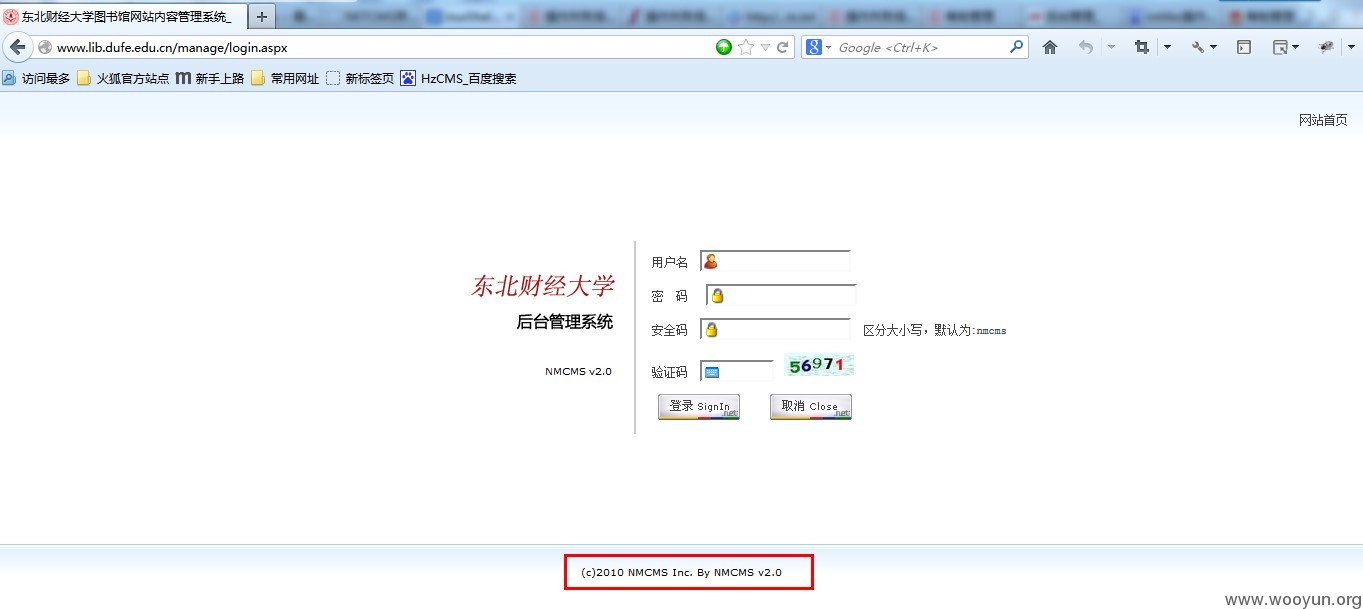 东北财经大学图书馆网站内容管理系统_
www.lib.dufe.edu.cn/manage/login.aspx
Google <Ctrl+K>
访问最多 火狐官方站点 新手上路 常用网址 新标签页 HzCMS_百度搜索
网站首页
用户名
东北财经大学
密 码
后台管理系统
安全码 区分大小写，默认为:nmcms
NMCMS v2.0
验证码 56971
登录 SignIn .net 取消 Close .net
(c)2010 NMCMS Inc. By NMCMS v2.0
www.wooyun.org